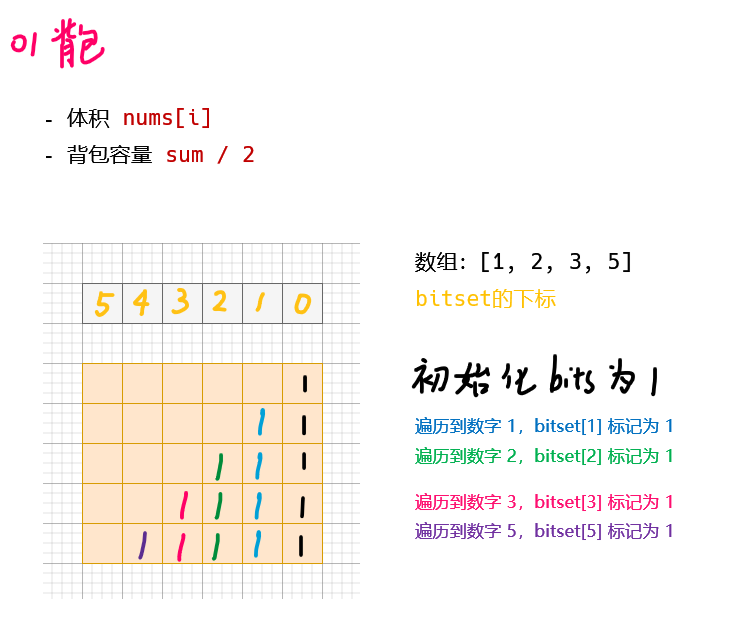 01背包
- 体积 nums[i]
- 背包容量 sum / 2
数组：[1, 2, 3, 5]
bitset的下标
5 4 3 2 1 0
初始化bits为1
1
1 1
1 1 1
1 1 1 1
1 1 1 1 1
遍历到数字 1，bitset[1] 标记为 1
遍历到数字 2，bitset[2] 标记为 1
遍历到数字 3，bitset[3] 标记为 1
遍历到数字 5，bitset[5] 标记为 1